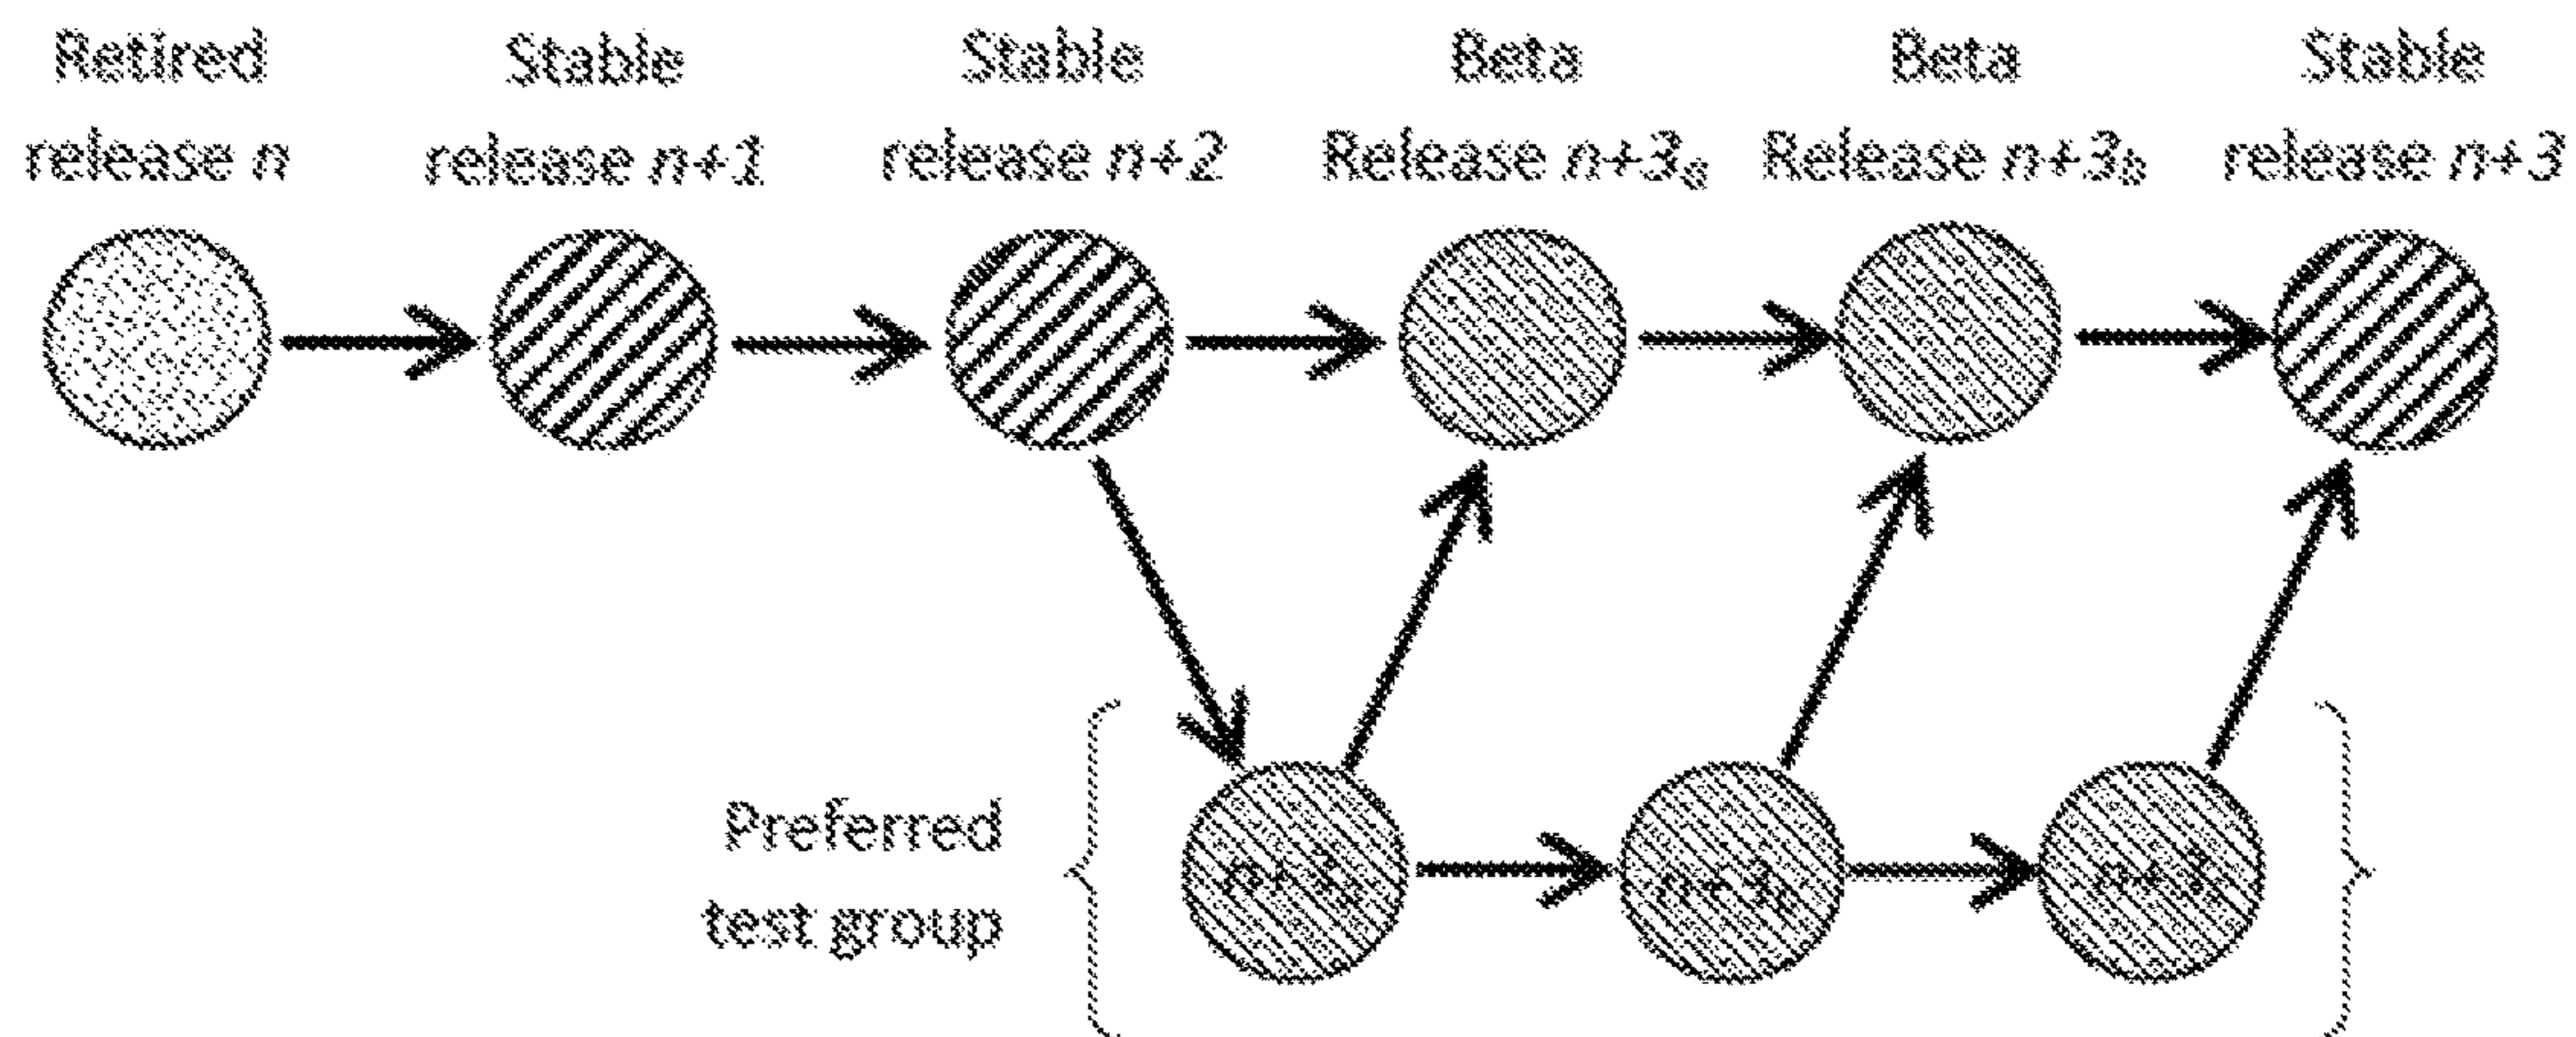 Retired
release n
Stable
release n+1
Stable
release n+2
Beta
Release n+3a
Beta
Release n+3b
Stable
release n+3
Preferred
test group